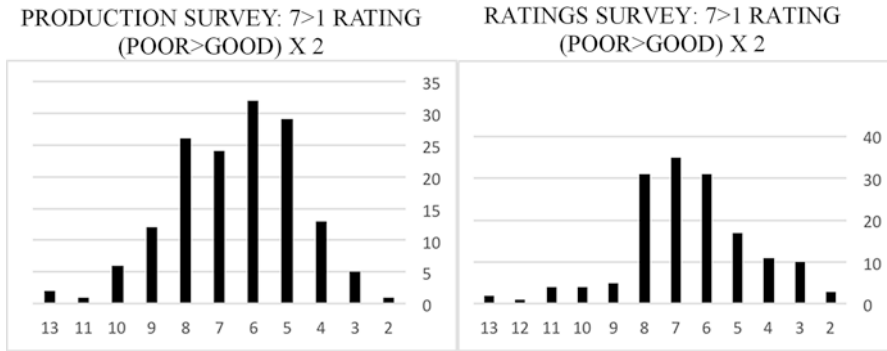 PRODUCTION SURVEY: 7>1 RATING
(POOR>GOOD) X 2
35
30
25
20
15
10
5
0
13 11 10 9 8 7 6 5 4 3 2
RATINGS SURVEY: 7>1 RATING
(POOR>GOOD) X 2
40
30
20
10
0
13 12 11 10 9 8 7 6 5 4 3 2